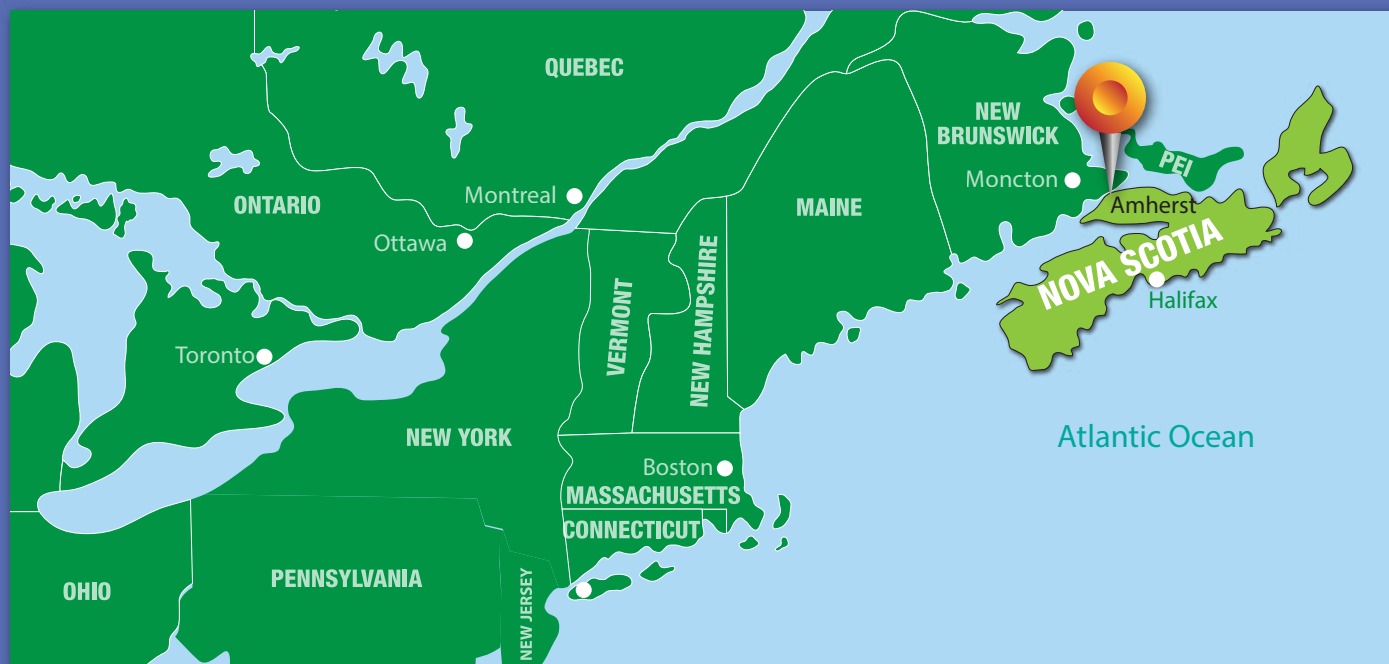 QUEBEC
NEW
BRUNSWICK
Moncton
PEI
Montreal
ONTARIO
MAINE
Amherst
Ottawa
NOVA SCOTIA
Halifax
VERMONT
NEW HAMPSHIRE
Toronto
NEW YORK
Atlantic Ocean
Boston
MASSACHUSETTS
CONNECTICUT
PENNSYLVANIA
OHIO
NEW JERSEY